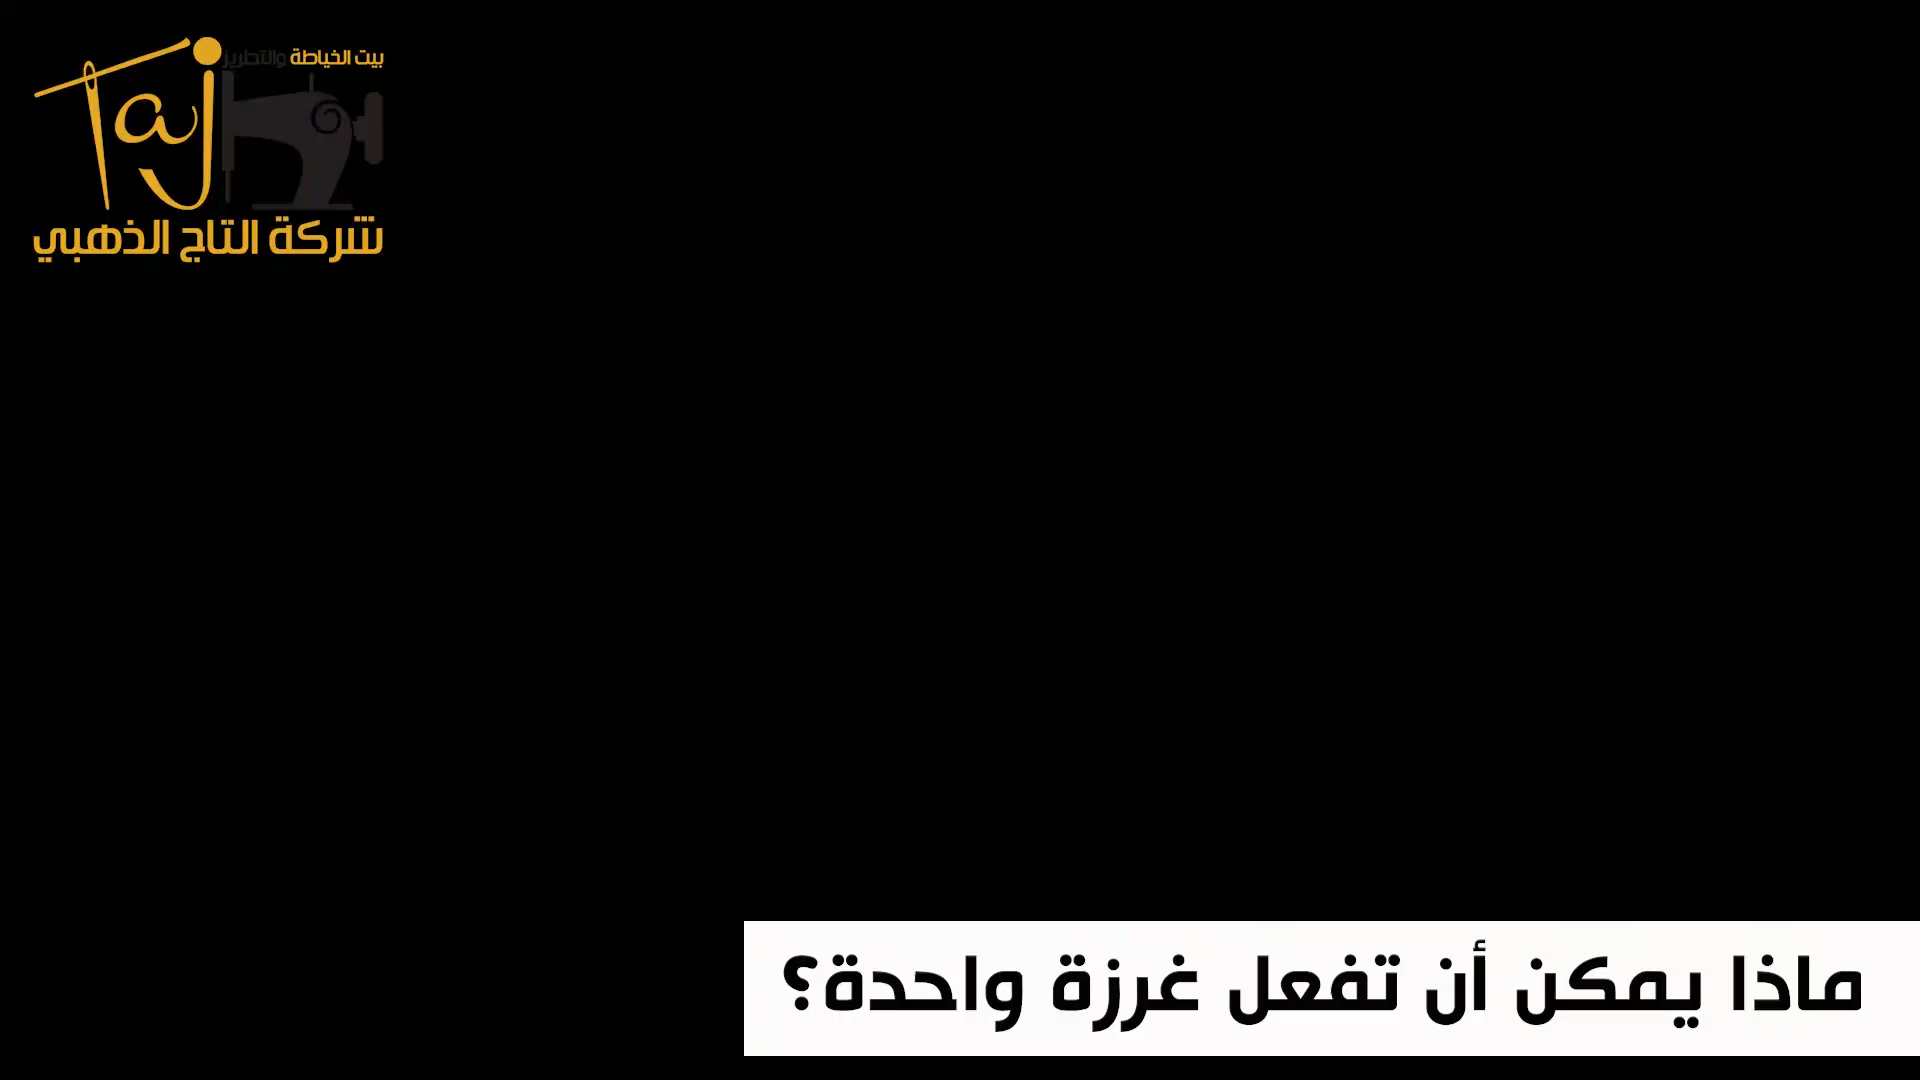 بيت الخياطة والتطريز
Taj
شركة التاج الذهبي
ماذا يمكن أن تفعل غرزة واحدة؟